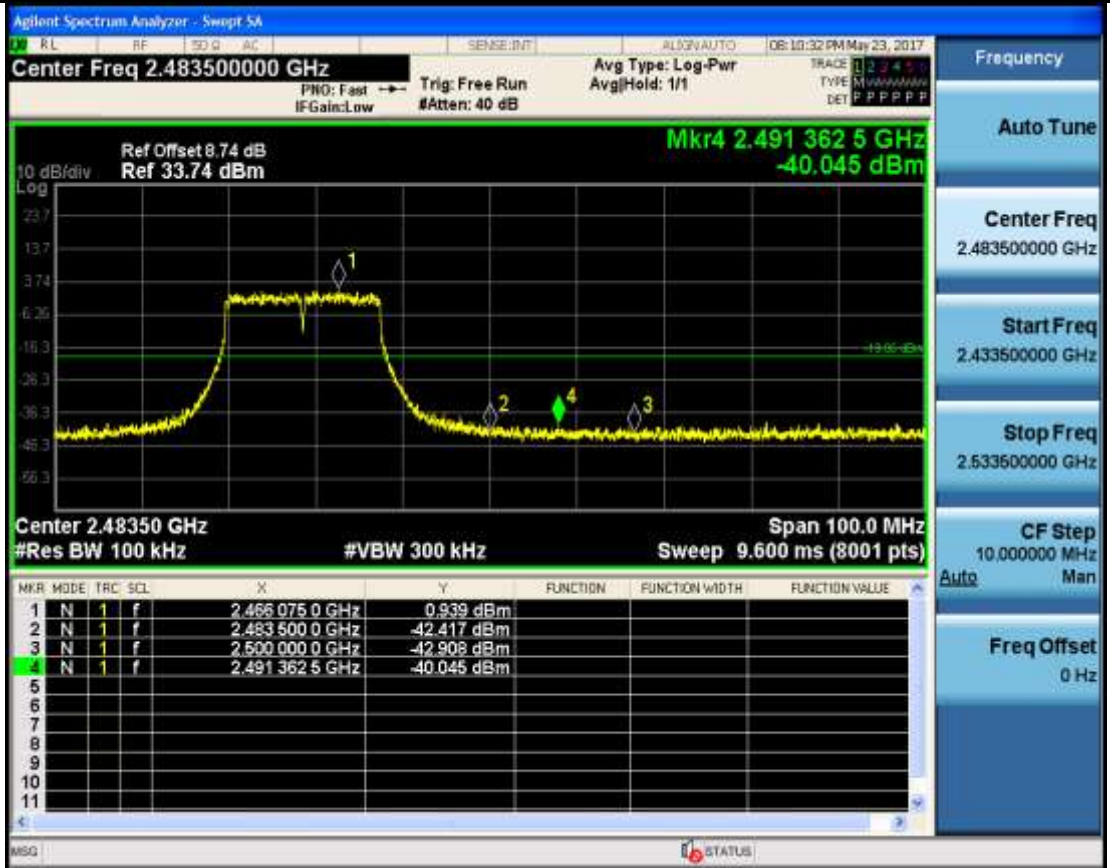 Agilent Spectrum Analyzer - Swept SA
RL RF 50 Ω AC SENSE:INT ALIGN AUTO 08:10:32 PM May 23, 2017
Center Freq 2.483500000 GHz
PNO: Fast
IFGain:Low
Trig: Free Run
#Atten: 40 dB
Avg Type: Log-Pwr
Avg|Hold: 1/1
TRACE 1 2 3 4 5 6
TYPE M
DET P P P P P P
Mkr4 2.491 362 5 GHz
-40.045 dBm
Ref Offset 8.74 dB
10 dB/div Ref 33.74 dBm
Log
23.7
13.7
3.74
-6.26
-16.3
-26.3
-36.3
-46.3
-56.3
1
2
4
3
Center 2.48350 GHz Span 100.0 MHz
#Res BW 100 kHz #VBW 300 kHz Sweep 9.600 ms (8001 pts)
MKR MODE TRC SCL X Y FUNCTION FUNCTION WIDTH FUNCTION VALUE
1 N 1 f 2.466 075 0 GHz 0.939 dBm
2 N 1 f 2.483 500 0 GHz -42.417 dBm
3 N 1 f 2.500 000 0 GHz -42.908 dBm
4 N 1 f 2.491 362 5 GHz -40.045 dBm
5
6
7
8
9
10
11
MSG STATUS
Frequency
Auto Tune
Center Freq
2.483500000 GHz
Start Freq
2.433500000 GHz
Stop Freq
2.533500000 GHz
CF Step
10.000000 MHz
Auto Man
Freq Offset
0 Hz